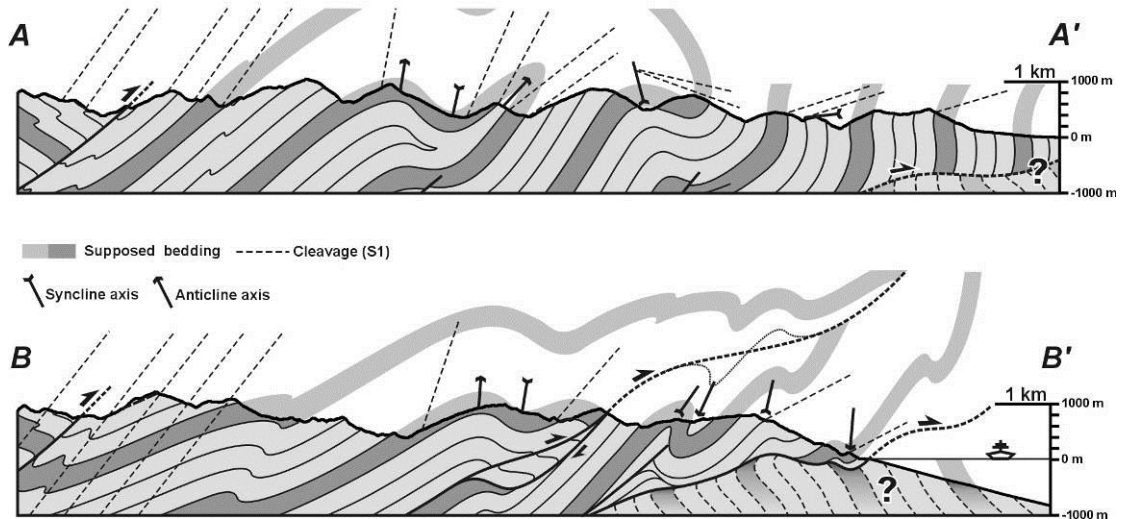 A A'
1 km
1000 m
0 m
?
-1000 m
Supposed bedding Cleavage (S1)
Syncline axis Anticline axis
B B'
1 km
1000 m
0 m
?
-1000 m